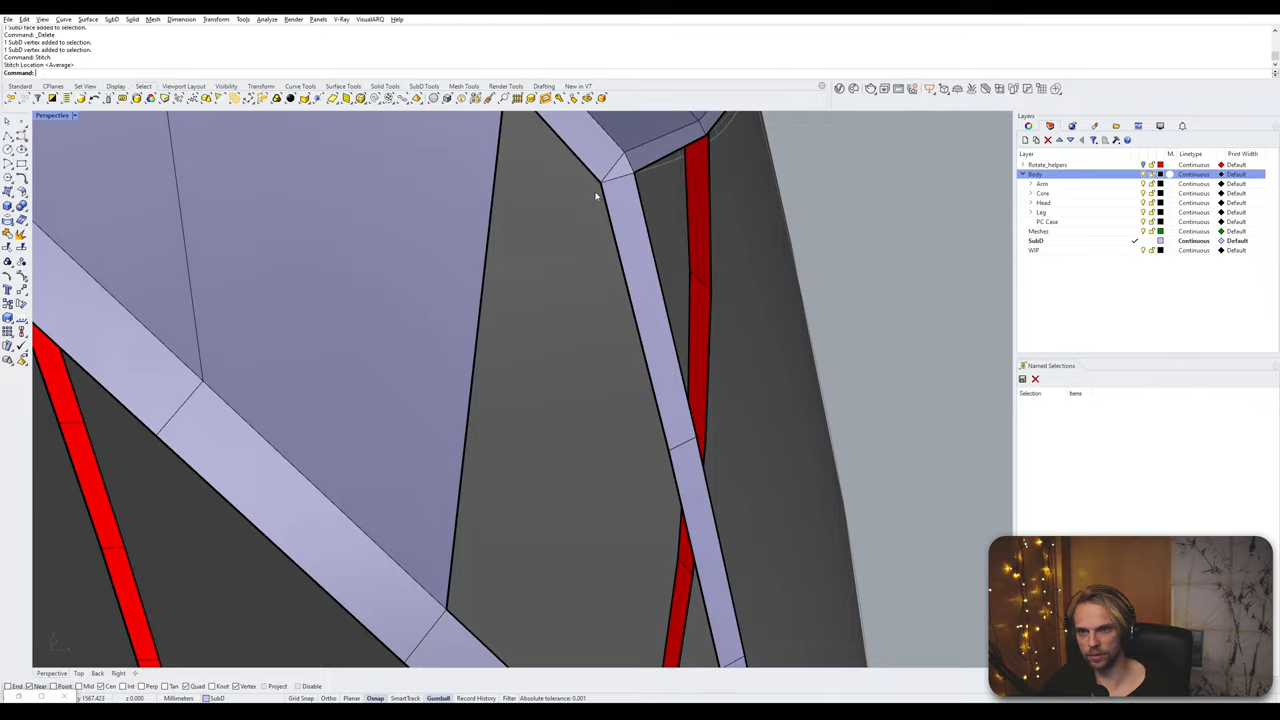 File Edit View Curve Surface SubD Solid Mesh Dimension Transform Tools Analyze Render Panels V-Ray VisualARQ Help
1 SubD face added to selection.
Command: _Delete
1 SubD vertex added to selection.
1 SubD vertex added to selection.
Command: Stitch
Stitch Location <Average>
Command:
Standard CPlanes Set View Display Select Viewport Layout Visibility Transform Curve Tools Surface Tools Solid Tools SubD Tools Mesh Tools Render Tools Drafting New in V7
Perspective
Layers
Layer M. Linetype Print Width
Rotate_helpers Continuous Default
Body Continuous Default
Arm Continuous Default
Core Continuous Default
Head Continuous Default
Leg Continuous Default
PC Case Continuous Default
Meshez Continuous Default
SubD Continuous Default
WIP Continuous Default
Named Selections
Selection Items
Perspective Top Back Right
End Near Point Mid Cen Int Perp Tan Quad Knot Vertex Project Disable
y 1567.423 z 0.000 Millimeters SubD Grid Snap Ortho Planar Osnap SmartTrack Gumball Record History Filter Absolute tolerance: 0.001